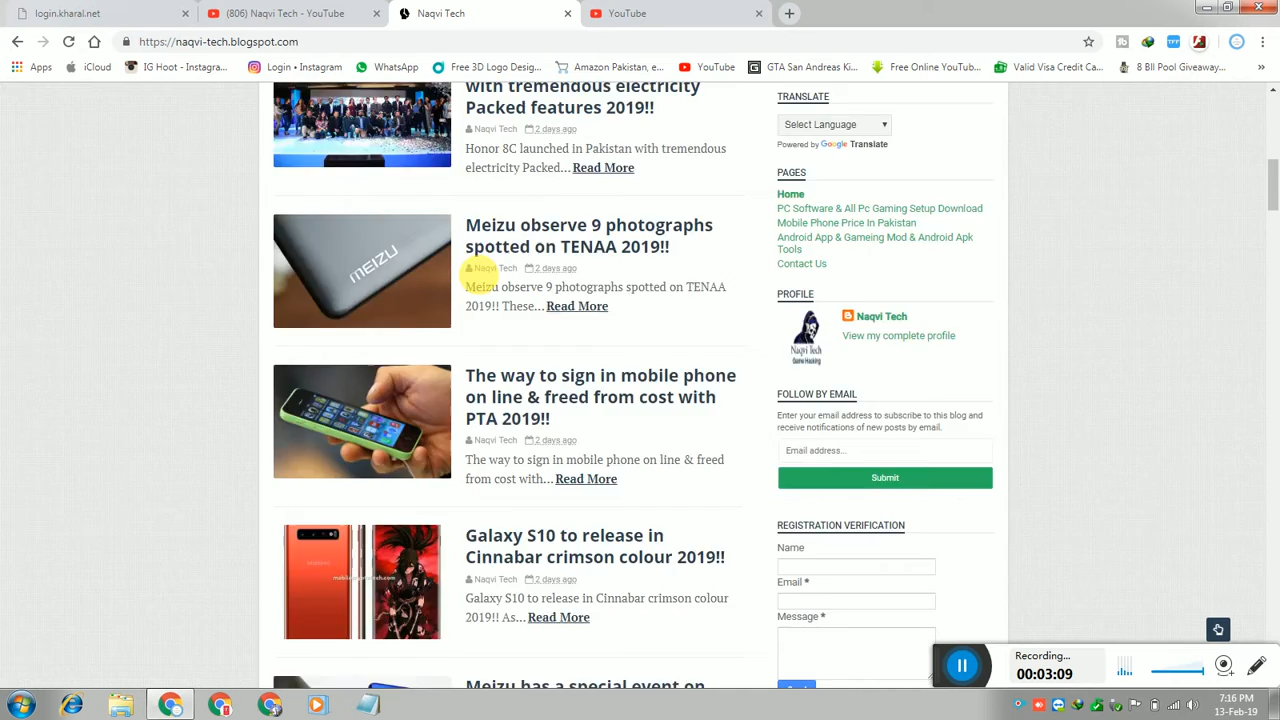 login.kharal.net
(806) Naqvi Tech - YouTube
Naqvi Tech
YouTube
https://naqvi-tech.blogspot.com
Apps
iCloud
IG Hoot - Instagra...
Login • Instagram
WhatsApp
Free 3D Logo Desig...
Amazon Pakistan, e...
YouTube
GTA San Andreas Ki...
Free Online YouTub...
Valid Visa Credit Ca...
8 Bll Pool Giveaway...
»
with tremendous electricity
Packed features 2019!!
Naqvi Tech 2 days ago
Honor 8C launched in Pakistan with tremendous
electricity Packed... Read More
Meizu observe 9 photographs
spotted on TENAA 2019!!
Naqvi Tech 2 days ago
Meizu observe 9 photographs spotted on TENAA
2019!! These... Read More
MEIZU
The way to sign in mobile phone
on line & freed from cost with
PTA 2019!!
Naqvi Tech 2 days ago
The way to sign in mobile phone on line & freed
from cost with... Read More
Galaxy S10 to release in
Cinnabar crimson colour 2019!!
Naqvi Tech 2 days ago
Galaxy S10 to release in Cinnabar crimson colour
2019!! As... Read More
Meizu has a special event on
TRANSLATE
Select Language
Powered by Google Translate
PAGES
Home
PC Software & All Pc Gaming Setup Download
Mobile Phone Price In Pakistan
Android App & Gameing Mod & Android Apk
Tools
Contact Us
PROFILE
Naqvi Tech
Game Hacking
Naqvi Tech
View my complete profile
FOLLOW BY EMAIL
Enter your email address to subscribe to this blog and
receive notifications of new posts by email.
Email address...
Submit
REGISTRATION VERIFICATION
Name
Email *
Message *
Recording...
00:03:09
7:16 PM
13-Feb-19